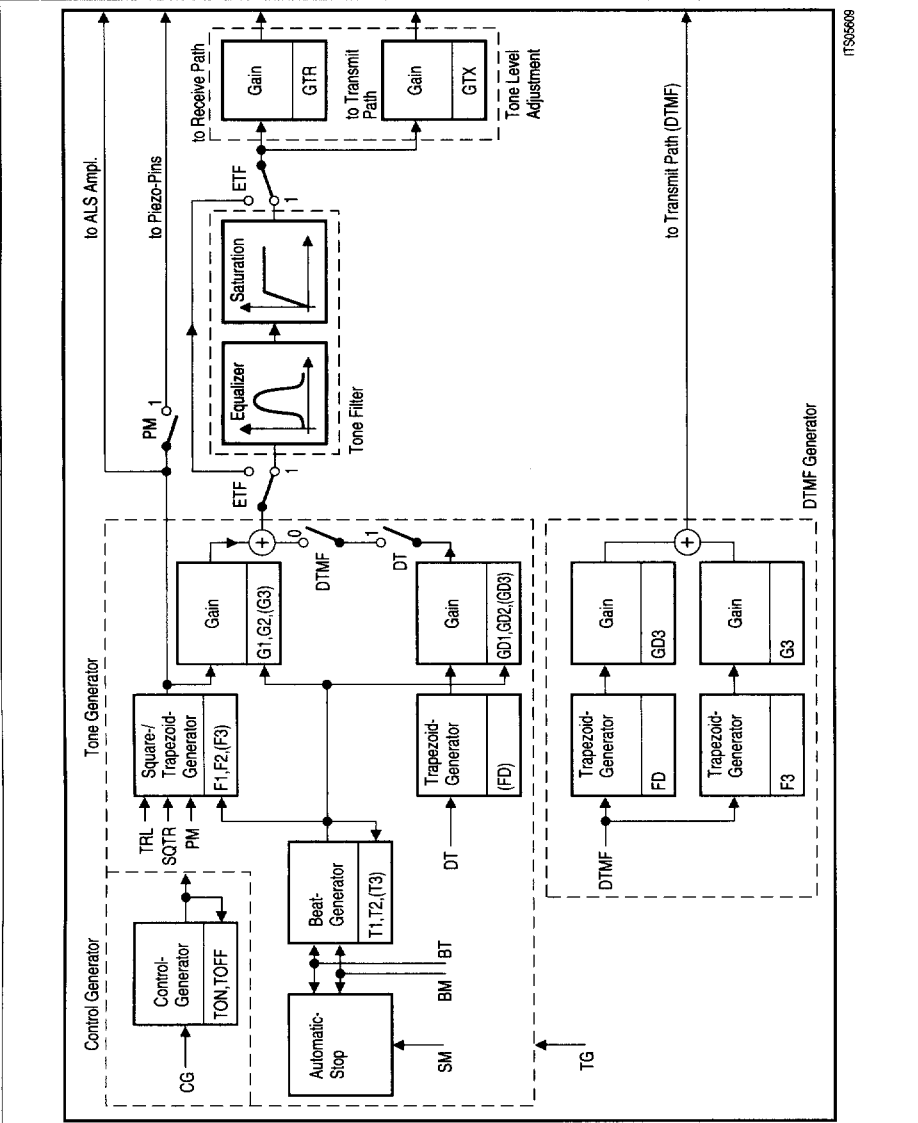 Control Generator
CG
Control-
Generator
TON,TOFF
Automatic-
Stop
SM
BM
BT
TG
Beat-
Generator
T1,T2,(T3)
Tone Generator
TRL
SQTR
PM
Square-/
Trapezoid-
Generator
F1,F2,(F3)
DT
Trapezoid-
Generator
(FD)
Gain
G1,G2,(G3)
Gain
GD1,GD2,(GD3)
+
0
DTMF
1
DT
PM
1
ETF
1
Equalizer
Saturation
Tone Filter
ETF
1
to ALS Ampl.
to Piezo-Pins
to Receive Path
Gain
GTR
to Transmit
Path
Gain
GTX
Tone Level
Adjustment
DTMF
Trapezoid-
Generator
FD
Trapezoid-
Generator
F3
Gain
GD3
Gain
G3
+
DTMF Generator
to Transmit Path (DTMF)
ITS05609